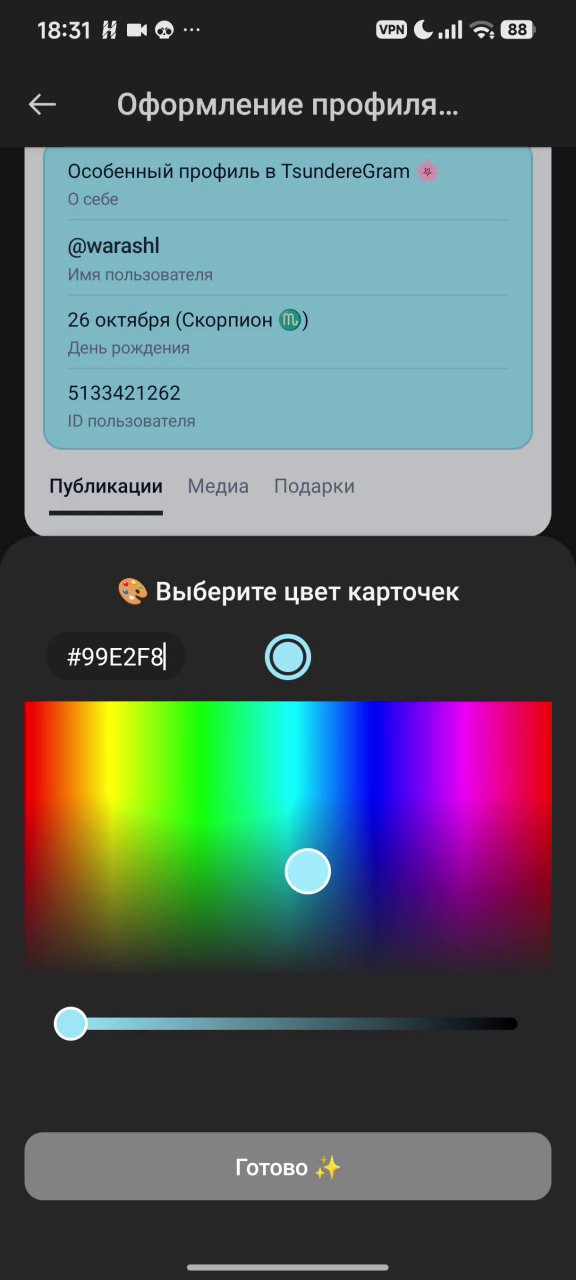 18:31
VPN
88
Оформление профиля...
Особенный профиль в TsundereGram 🌸
О себе
@warashl
Имя пользователя
26 октября (Скорпион ♏)
День рождения
5133421262
ID пользователя
Публикации Медиа Подарки
🎨 Выберите цвет карточек
#99E2F8
Готово ✨